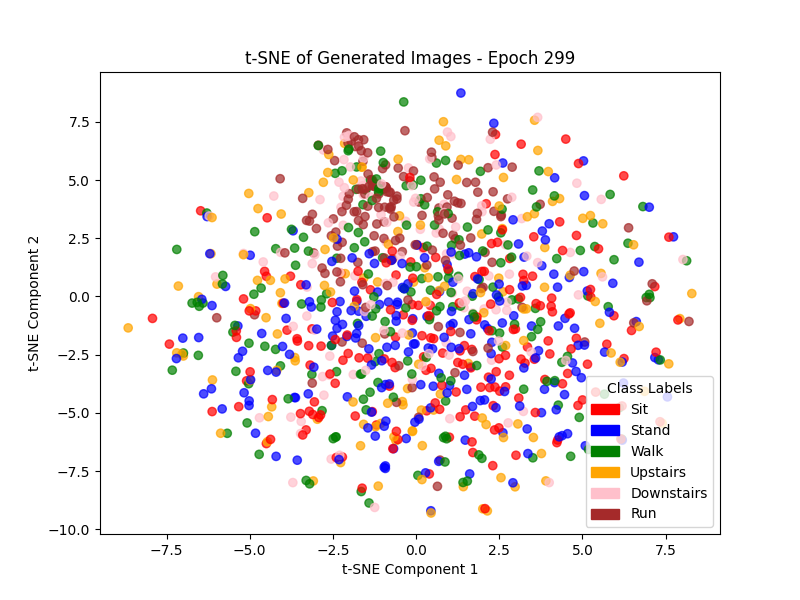 t-SNE of Generated Images - Epoch 299
t-SNE Component 2
7.5
5.0
2.5
0.0
−2.5
−5.0
−7.5
−10.0
Class Labels
Sit
Stand
Walk
Upstairs
Downstairs
Run
−7.5 −5.0 −2.5 0.0 2.5 5.0 7.5
t-SNE Component 1